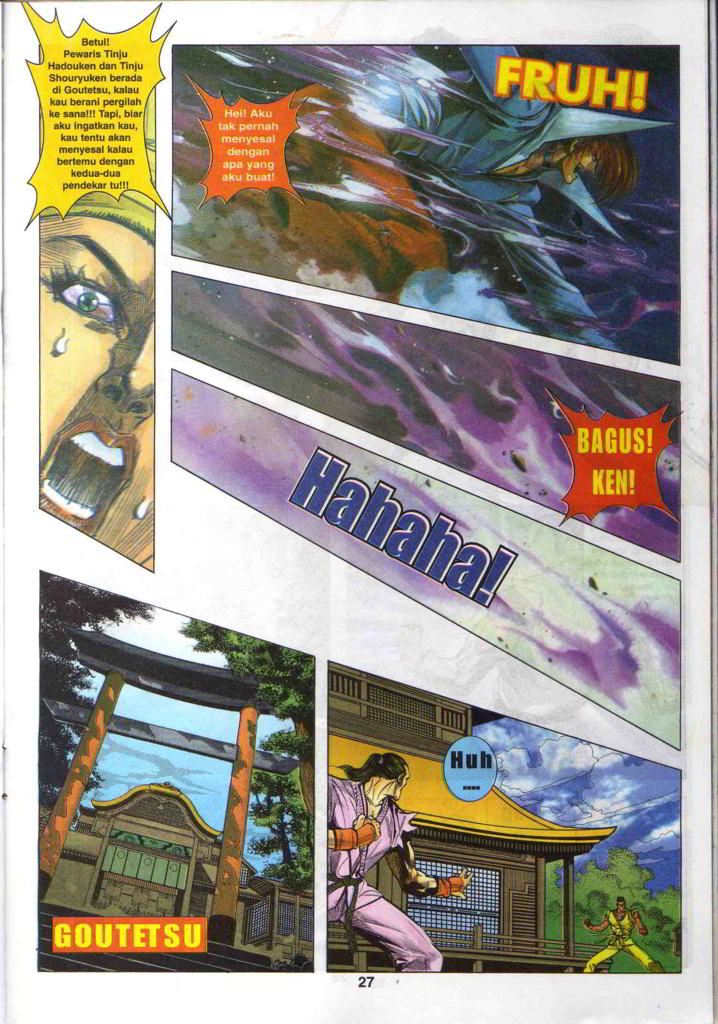 Betul!
Pewaris Tinju
Hadouken dan Tinju
Shouryuken berada
di Goutetsu, kalau
kau berani pergilah
ke sana!!! Tapi, biar
aku ingatkan kau,
kau tentu akan
menyesal kalau
bertemu dengan
kedua-dua
pendekar tu!!!
FRUH!
Hei! Aku
tak pernah
menyesal
dengan
apa yang
aku buat!
BAGUS!
KEN!
Hahaha!
GOUTETSU
Huh
....
27